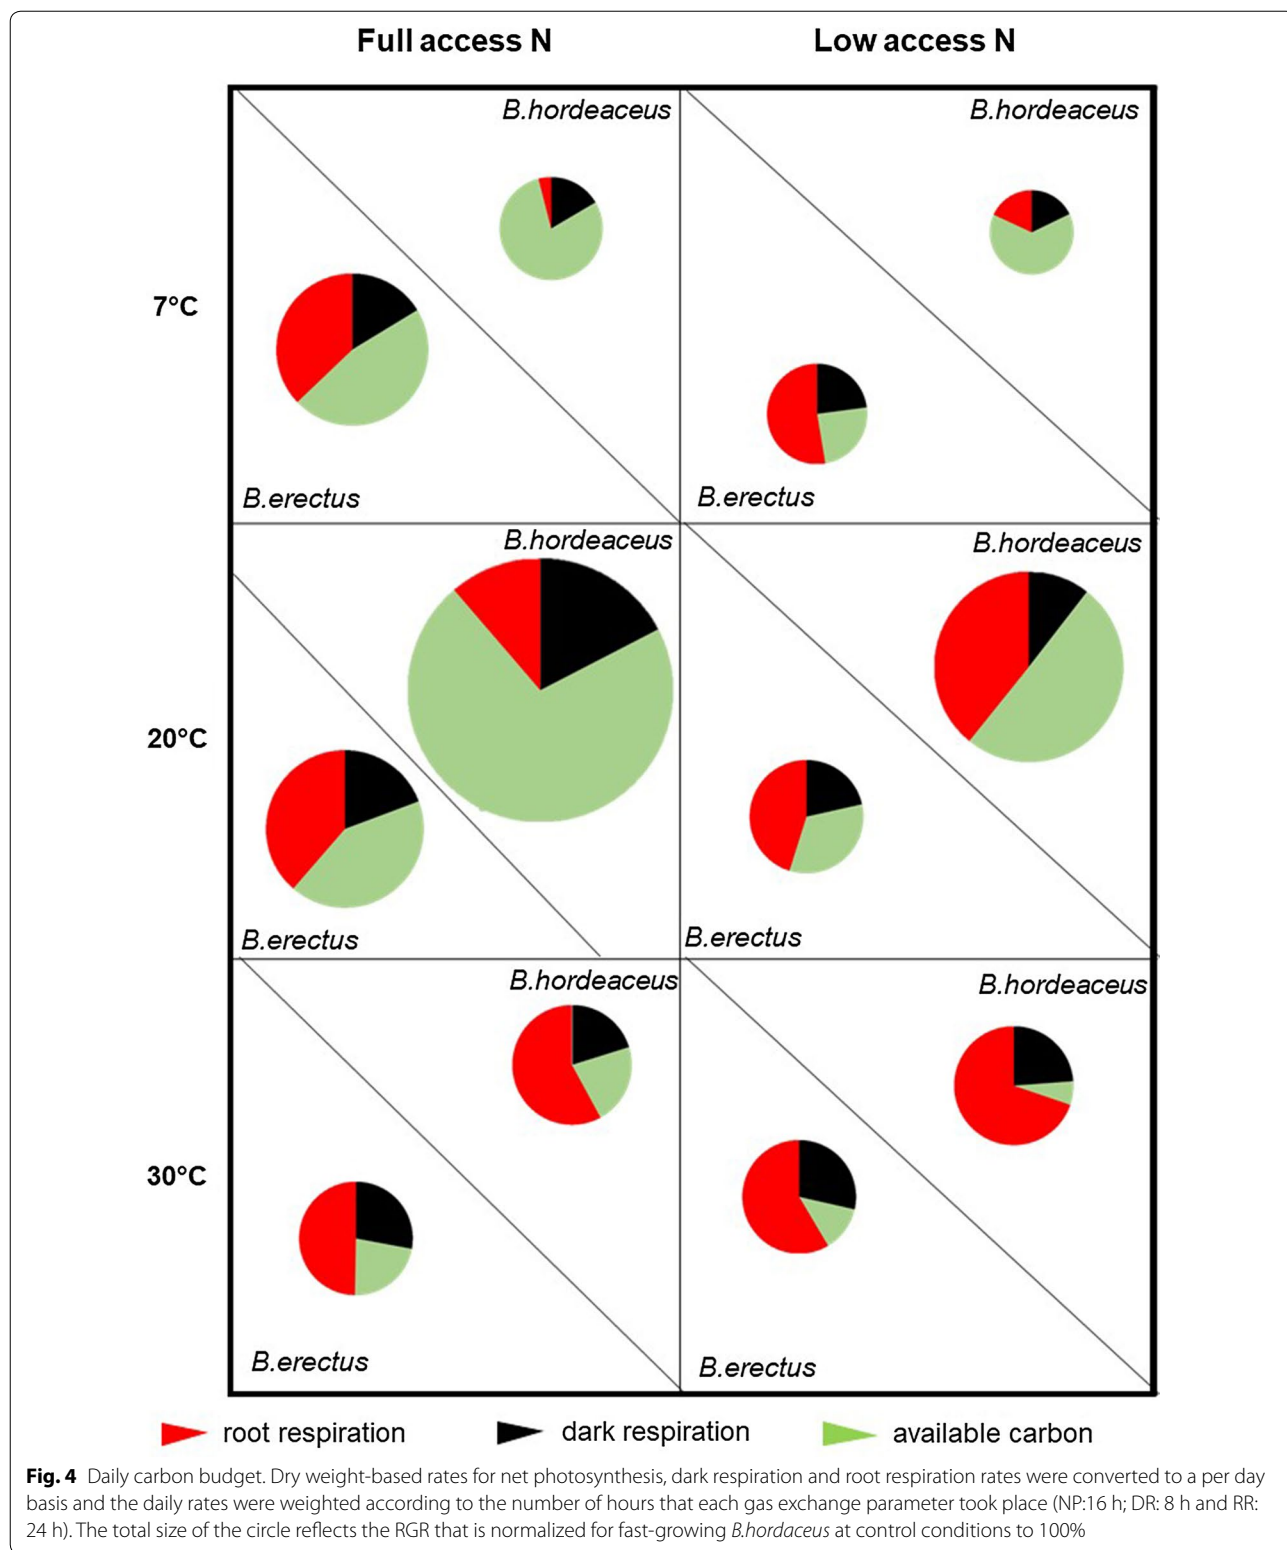 Full access N
Low access N
B.hordeaceus
B.hordeaceus
7°C
B.erectus
B.erectus
B.hordeaceus
B.hordeaceus
20°C
B.erectus
B.erectus
B.hordeaceus
B.hordeaceus
30°C
B.erectus
B.erectus
root respiration
dark respiration
available carbon
Fig. 4 Daily carbon budget. Dry weight-based rates for net photosynthesis, dark respiration and root respiration rates were converted to a per day
basis and the daily rates were weighted according to the number of hours that each gas exchange parameter took place (NP:16 h; DR: 8 h and RR:
24 h). The total size of the circle reflects the RGR that is normalized for fast-growing B.hordaceus at control conditions to 100%